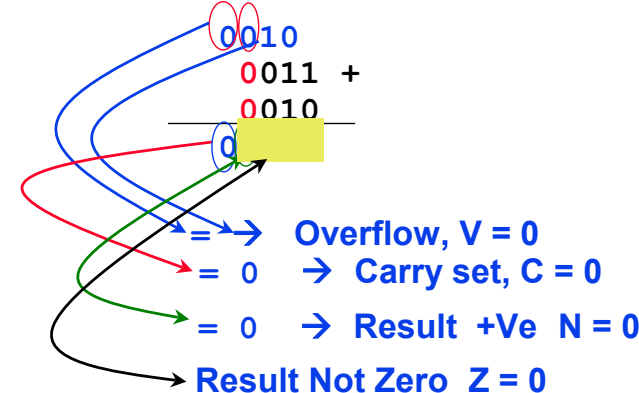 0010
0011 +
0010
0
= → Overflow, V = 0
= 0 → Carry set, C = 0
= 0 → Result +Ve N = 0
Result Not Zero Z = 0